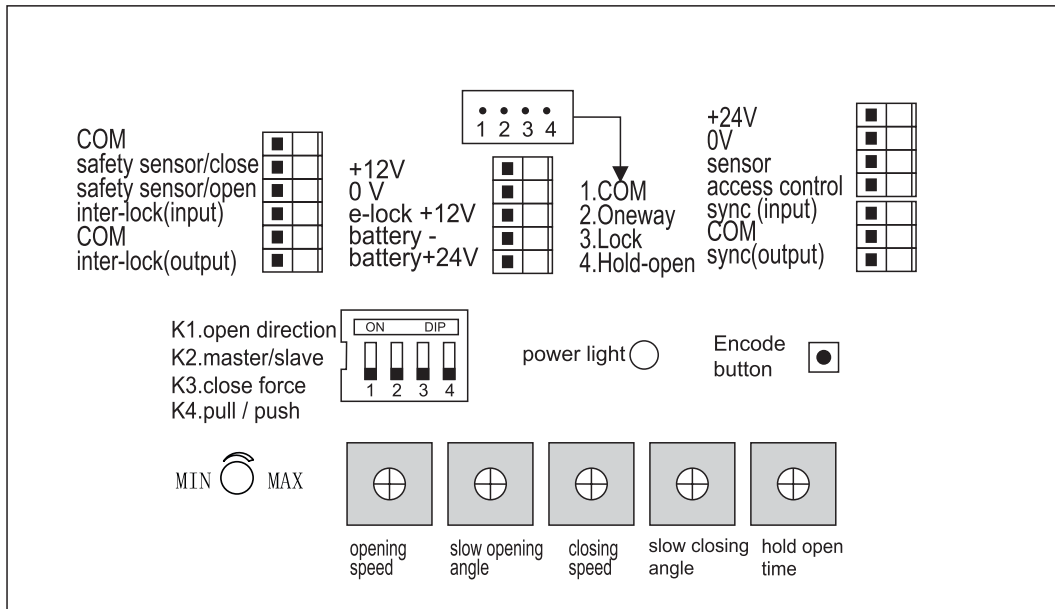 COM
safety sensor/close
safety sensor/open
inter-lock(input)
COM
inter-lock(output)
+12V
0 V
e-lock +12V
battery -
battery+24V
1 2 3 4
1.COM
2.Oneway
3.Lock
4.Hold-open
+24V
0V
sensor
access control
sync (input)
COM
sync(output)
K1.open direction
K2.master/slave
K3.close force
K4.pull / push
ON DIP
1 2 3 4
power light
Encode
button
MIN MAX
opening
speed
slow opening
angle
closing
speed
slow closing
angle
hold open
time